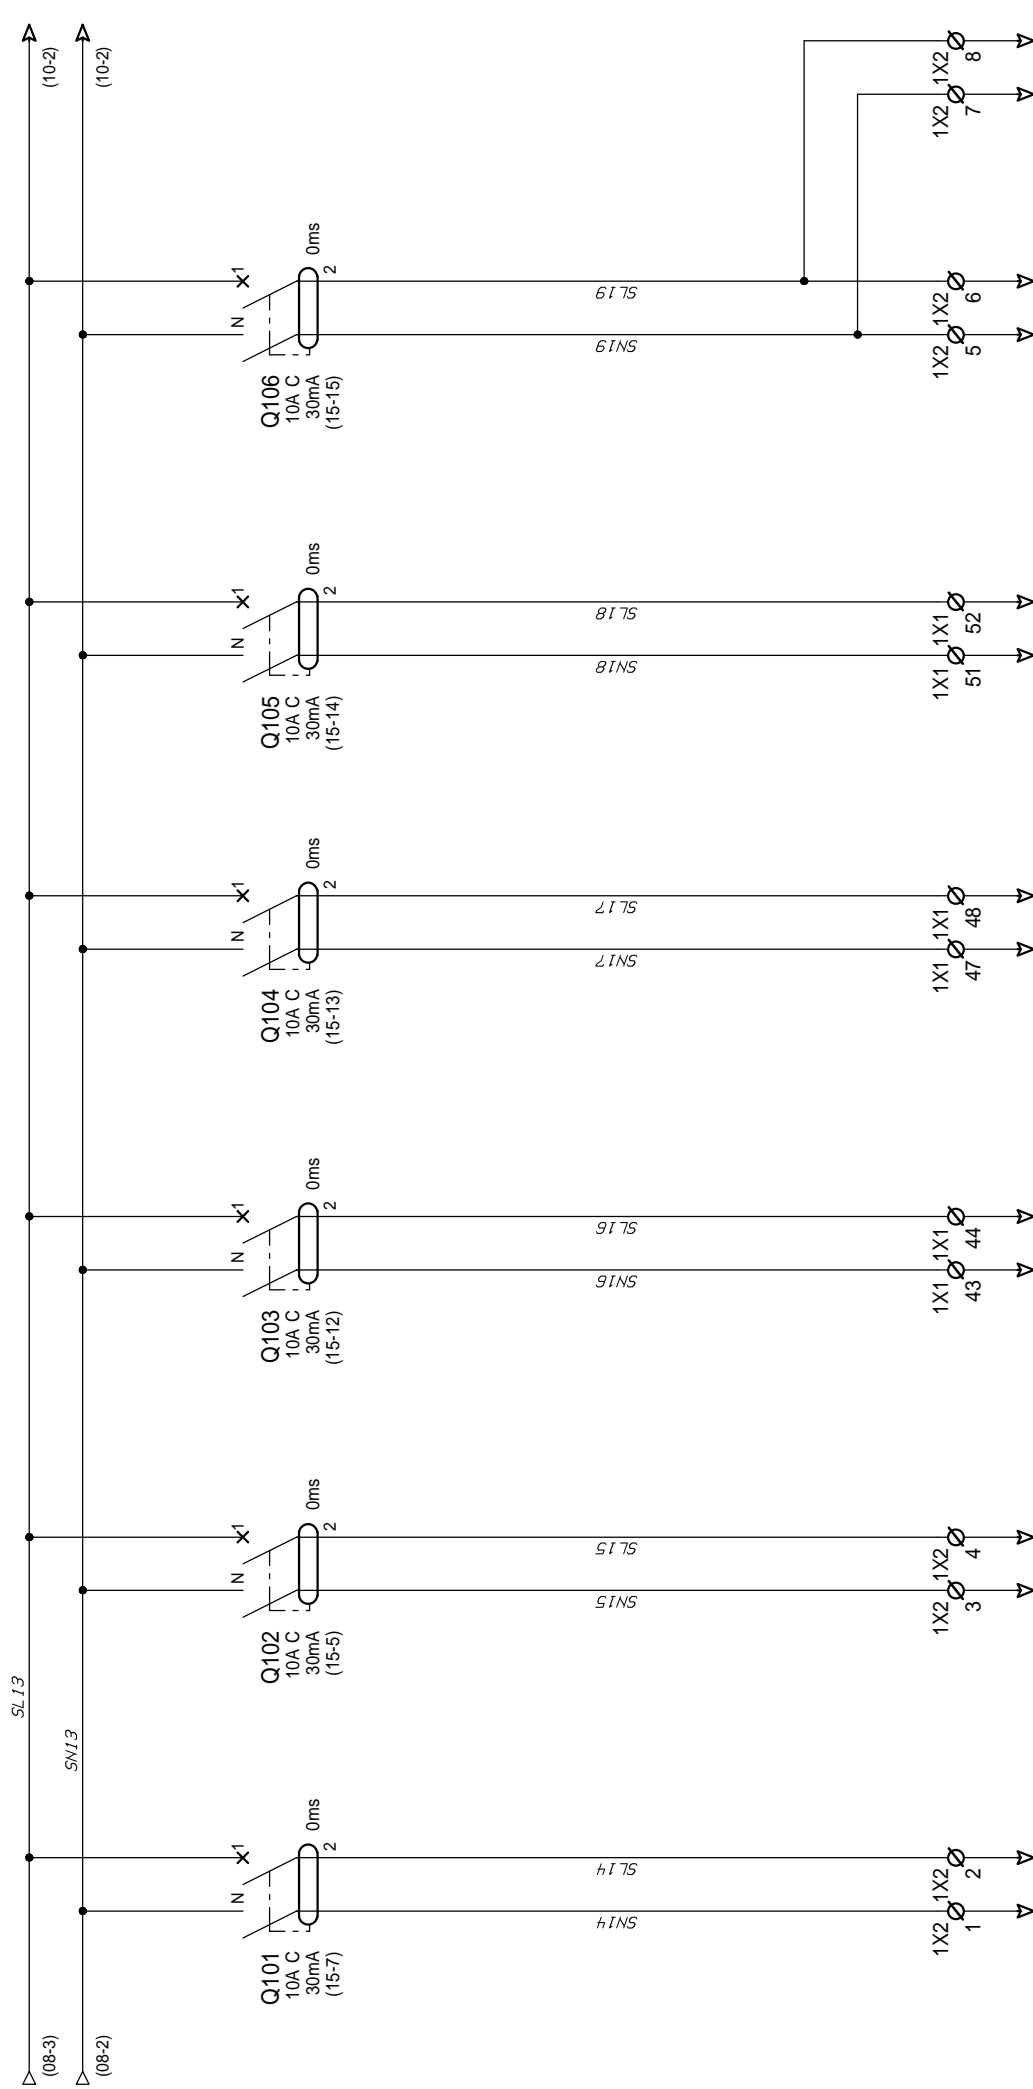 SL13
SN13
(08-3)
(08-2)
(10-2)
(10-2)
1
N
2
0ms
Q101
10A C
30mA
(15-7)
SN14
SL14
1X2
1X2
1
2
1
N
2
0ms
Q102
10A C
30mA
(15-5)
SN15
SL15
1X2
1X2
3
4
1
N
2
0ms
Q103
10A C
30mA
(15-12)
SN16
SL16
1X1
1X1
43
44
1
N
2
0ms
Q104
10A C
30mA
(15-13)
SN17
SL17
1X1
1X1
47
48
1
N
2
0ms
Q105
10A C
30mA
(15-14)
SN18
SL18
1X1
1X1
51
52
1
N
2
0ms
Q106
10A C
30mA
(15-15)
SN19
SL19
1X2
1X2
5
6
1X2
1X2
7
8